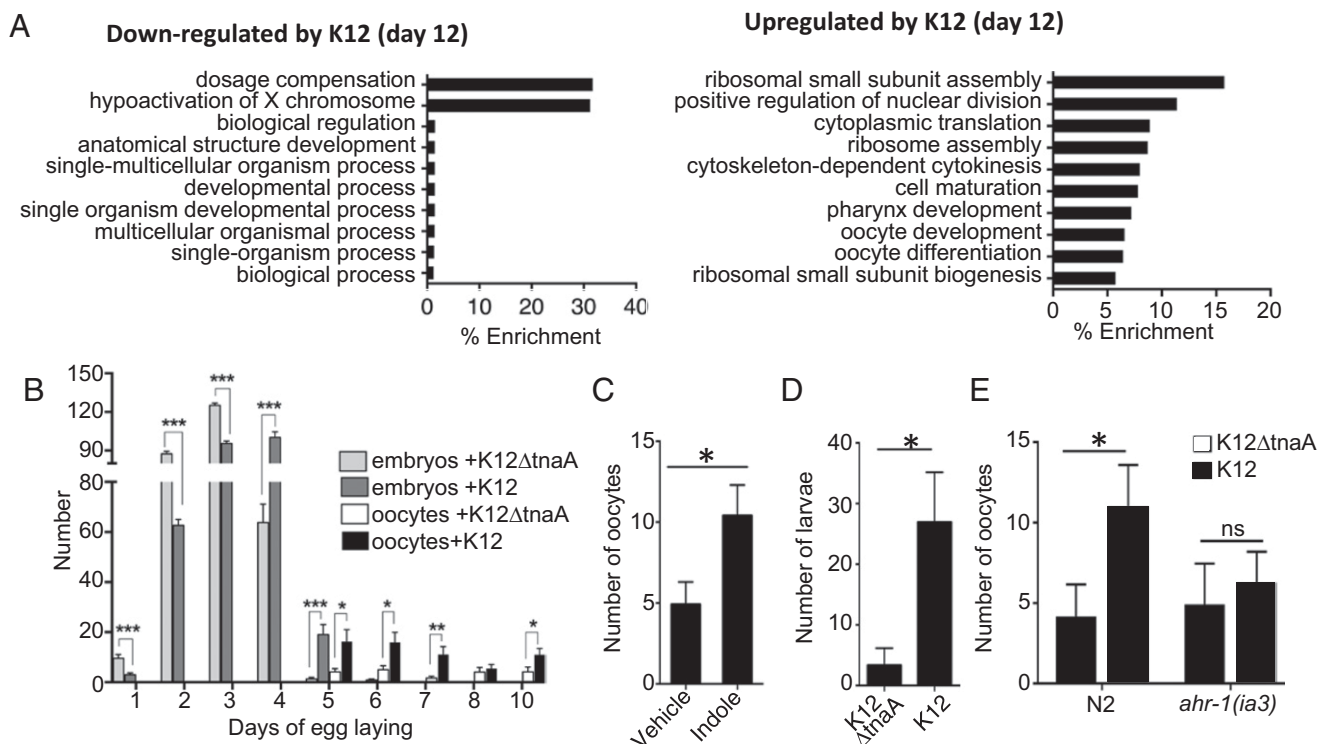 A
Down-regulated by K12 (day 12)
dosage compensation
hypoactivation of X chromosome
biological regulation
anatomical structure development
single-multicellular organism process
developmental process
single organism developmental process
multicellular organismal process
single-organism process
biological process
0 10 20 30 40
% Enrichment
Upregulated by K12 (day 12)
ribosomal small subunit assembly
positive regulation of nuclear division
cytoplasmic translation
ribosome assembly
cytoskeleton-dependent cytokinesis
cell maturation
pharynx development
oocyte development
oocyte differentiation
ribosomal small subunit biogenesis
0 5 10 15 20
% Enrichment
B
Number
150
120
90
80
60
40
20
0
*** *** *** *** *** * * ** *
embryos +K12ΔtnaA
embryos +K12
oocytes +K12ΔtnaA
oocytes+K12
1 2 3 4 5 6 7 8 10
Days of egg laying
C
Number of oocytes
15
10
5
0
*
Vehicle Indole
D
Number of larvae
40
30
20
10
0
*
K12 ΔtnaA K12
E
Number of oocytes
15
10
5
0
*
ns
K12ΔtnaA
K12
N2 ahr-1(ia3)